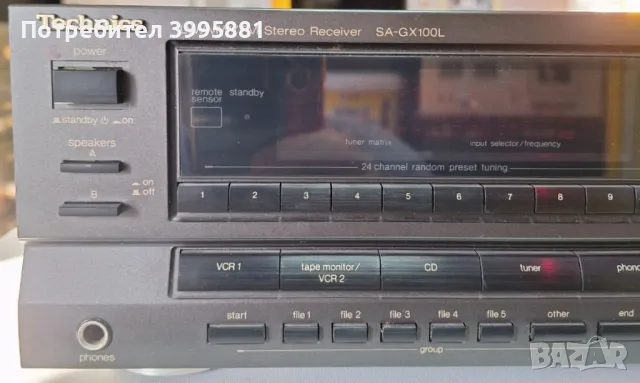 Потребител 3995881
Technics
Stereo Receiver SA-GX100L
power
remote sensor standby
standby on
tuner matrix
input selector/frequency
speakers
A
24 channel random preset tuning
on
off
B
1 2 3 4 5 6 7 8 9
VCR 1
tape monitor/
VCR 2
CD
tuner
phono
start
file 1
file 2
file 3
file 4
file 5
other
end
group
phones
BAZAR